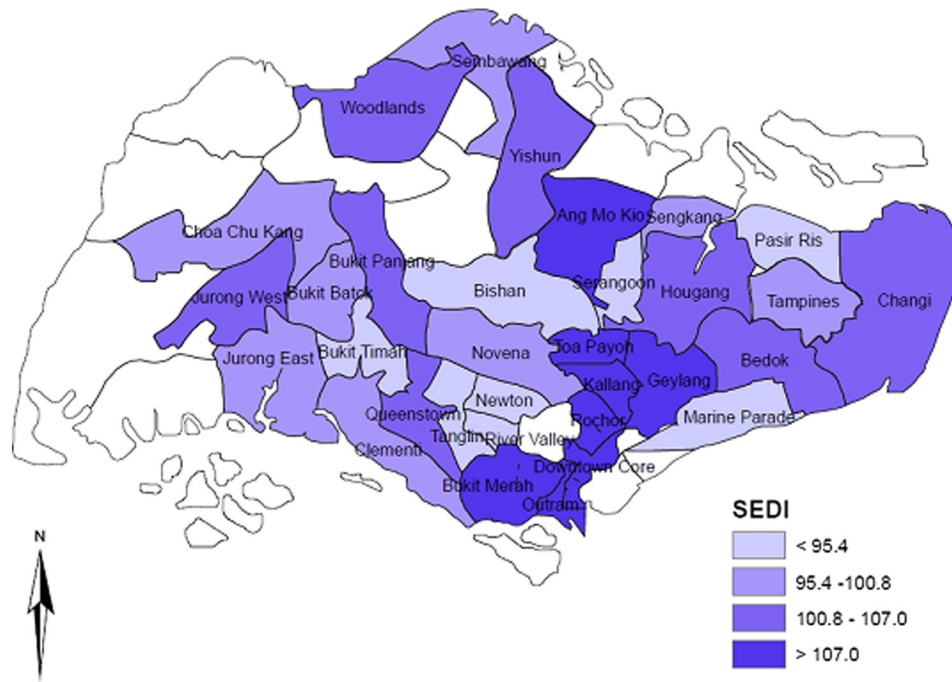 Sembawang
Woodlands
Yishun
Ang Mo Kio
Sengkang
Choa Chu Kang
Pasir Ris
Bukit Panjang
Serangoon
Jurong West
Bukit Batok
Bishan
Hougang
Tampines
Changi
Jurong East
Bukit Timah
Novena
Toa Payoh
Bedok
Kallang
Geylang
Newton
Queenstown
Rochor
Marine Parade
Tanglin
River Valley
Clementi
Downtown Core
Bukit Merah
Outram
SEDI
N
< 95.4
95.4 -100.8
100.8 - 107.0
> 107.0